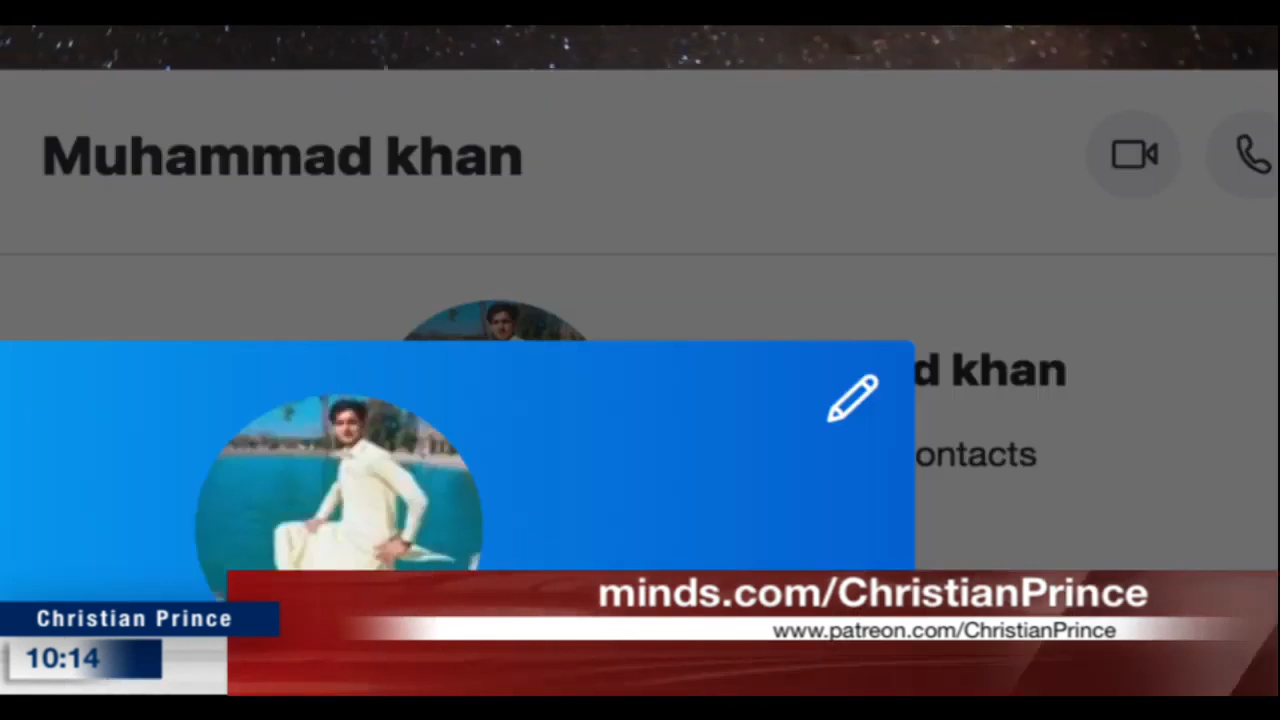 Muhammad khan
d khan
ontacts
minds.com/ChristianPrince
www.patreon.com/ChristianPrince
Christian Prince
10:14